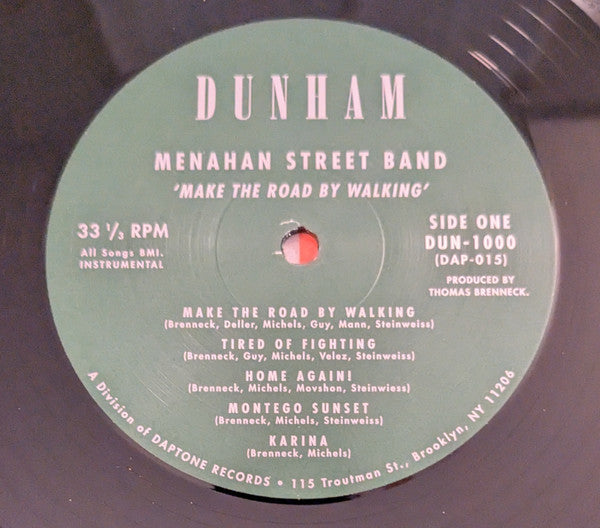 DUNHAM
MENAHAN STREET BAND
'MAKE THE ROAD BY WALKING'
33 ⅓ RPM
All Songs BMI.
INSTRUMENTAL
SIDE ONE
DUN-1000
(DAP-015)
PRODUCED BY
THOMAS BRENNECK.
MAKE THE ROAD BY WALKING
(Brenneck, Deller, Michels, Guy, Mann, Steinweiss)
TIRED OF FIGHTING
(Brenneck, Guy, Michels, Velez, Steinweiss)
HOME AGAIN!
(Brenneck, Michels, Movshan, Steinwiess)
MONTEGO SUNSET
(Brenneck, Michels, Steinweiss)
KARINA
(Brenneck, Michels)
A Division of DAPTONE RECORDS • 115 Troutman St., Brooklyn, NY 11206